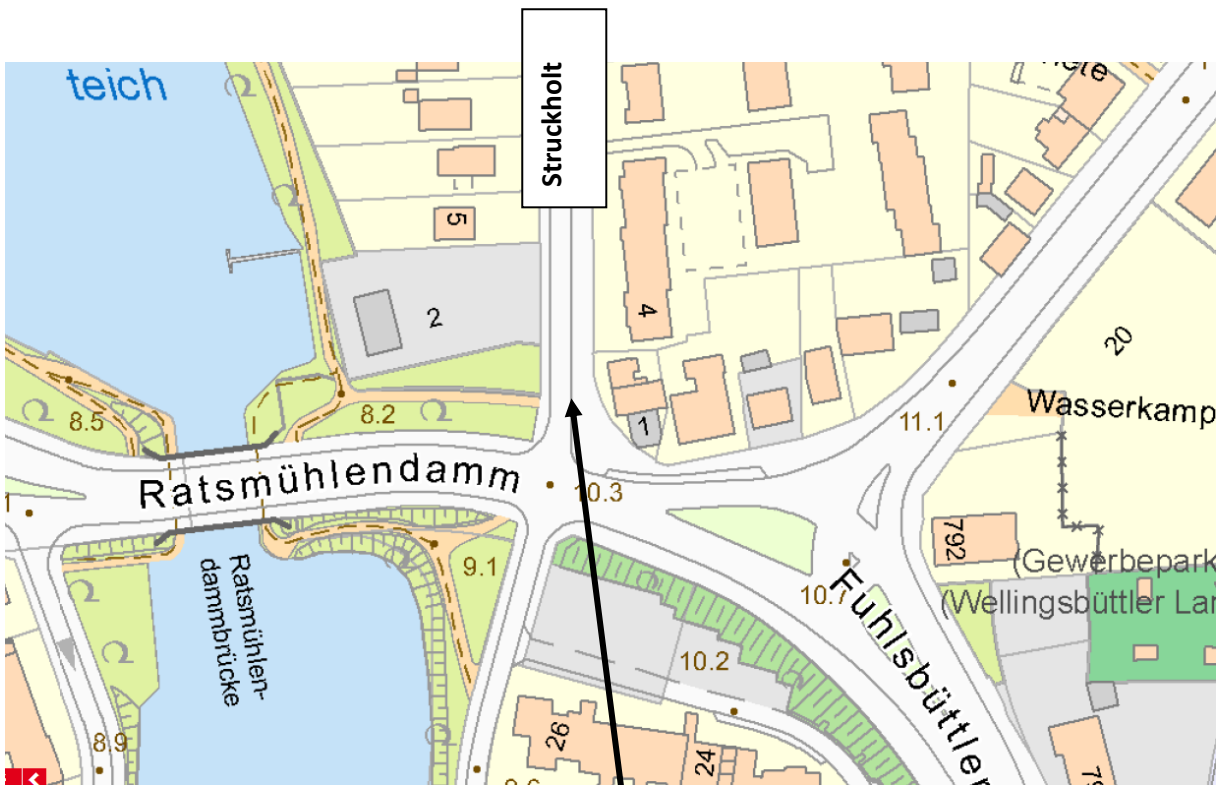 Struckholt
teich
5
2
4
20
8.5
8.2
1
11.1
Wasserkamp
Ratsmühlendamm
10.3
792
(Gewerbepark
(Wellingsbüttler Lan
9.1
10.7
Ratsmühlen-
dammbrücke
Fuhlsbüttler
10.2
8.9
26
24